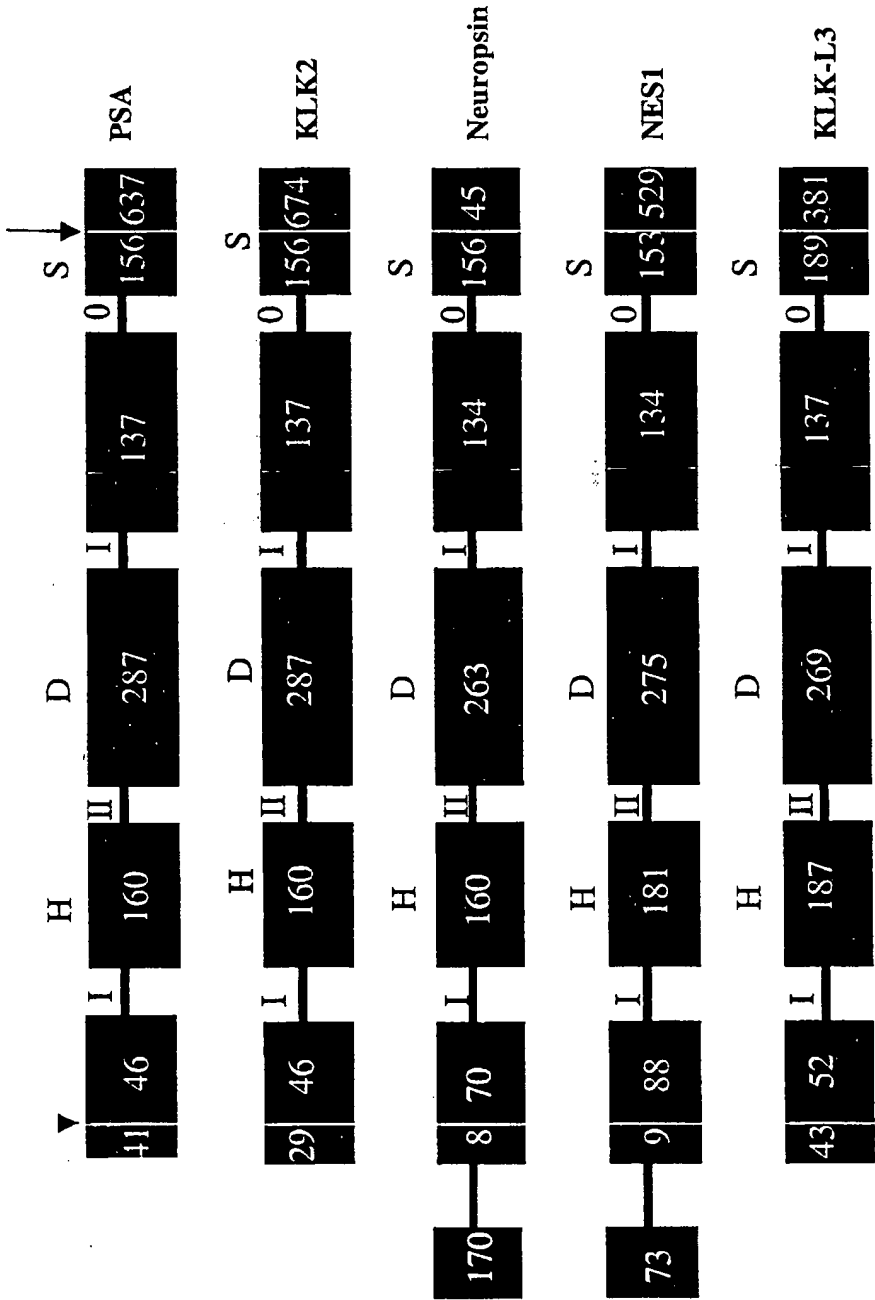 H D S
I II I 0
41 46 160 287 137 156 637 PSA
H D S
I II I 0
29 46 160 287 137 156 674 KLK2
H D S
I II I 0
170 8 70 160 263 134 156 45 Neuropsin
H D S
I II I 0
73 9 88 181 275 134 153 529 NES1
H D S
I II I 0
43 52 187 269 137 189 381 KLK-L3